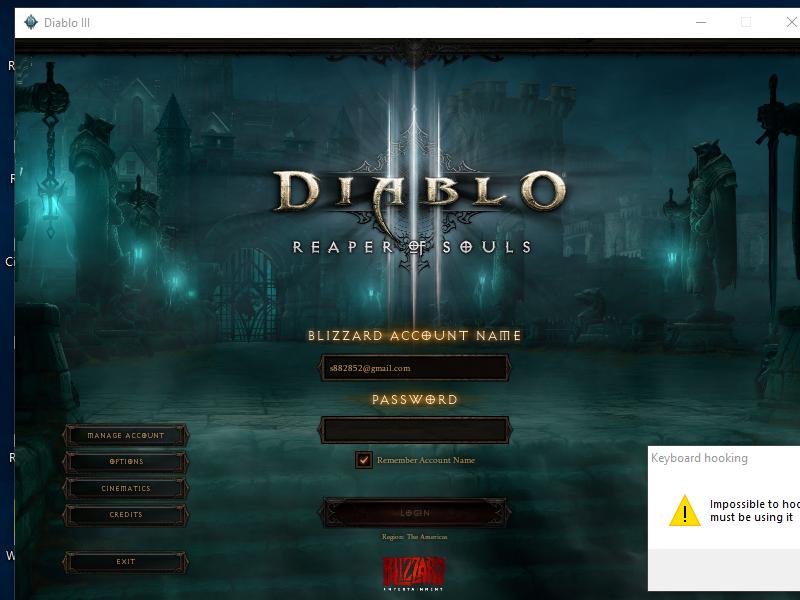 Diablo III
DIABLO
REAPER OF SOULS
BLIZZARD ACCOUNT NAME
s882852@gmail.com
PASSWORD
Remember Account Name
MANAGE ACCOUNT
OPTIONS
CINEMATICS
CREDITS
EXIT
LOGIN
Region: The Americas
BLIZZARD
ENTERTAINMENT
Keyboard hooking
Impossible to
must be using it